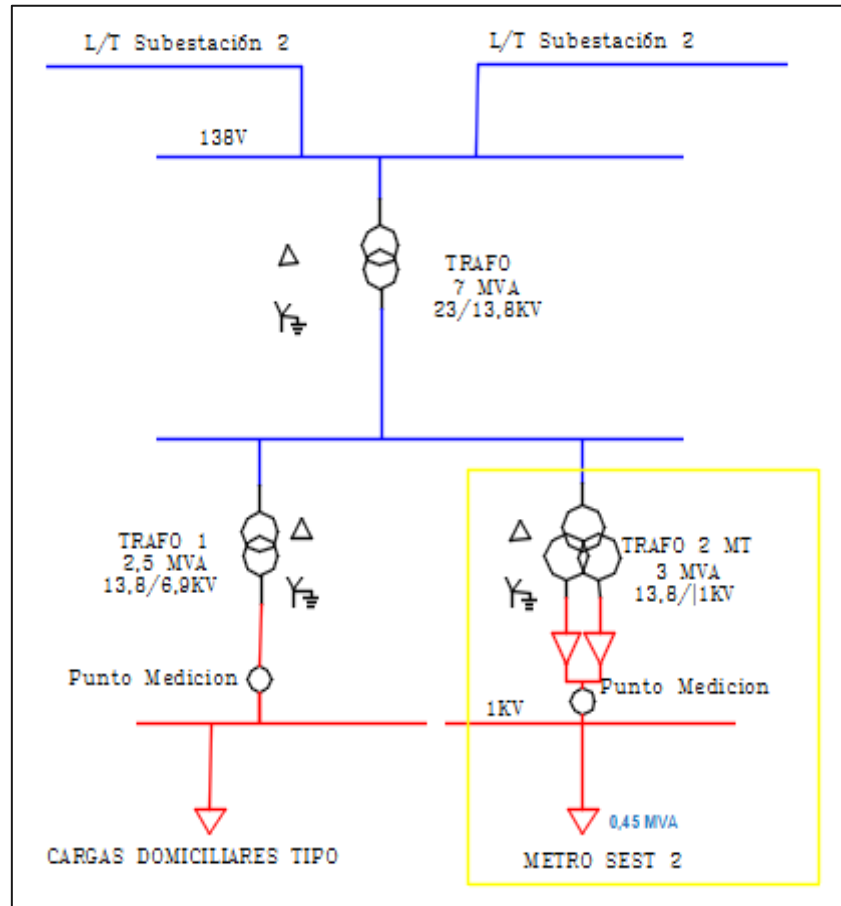 L/T Subestación 2
L/T Subestación 2
138V
TRAFO
7 MVA
23/13,8KV
TRAFO 1
2,5 MVA
13,8/6,9KV
TRAFO 2 MT
3 MVA
13,8/|1KV
Punto Medicion
Punto Medicion
1KV
0,45 MVA
CARGAS DOMICILIARES TIPO
METRO SEST 2